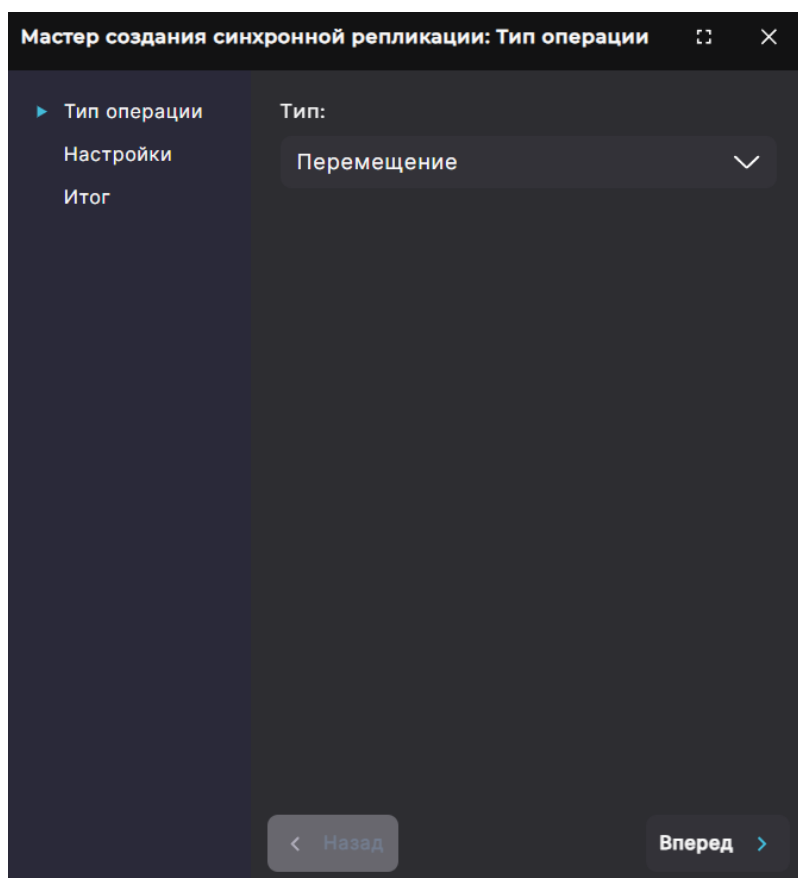 Мастер создания синхронной репликации: Тип операции
Тип операции
Настройки
Итог
Тип:
Перемещение
Назад
Вперед